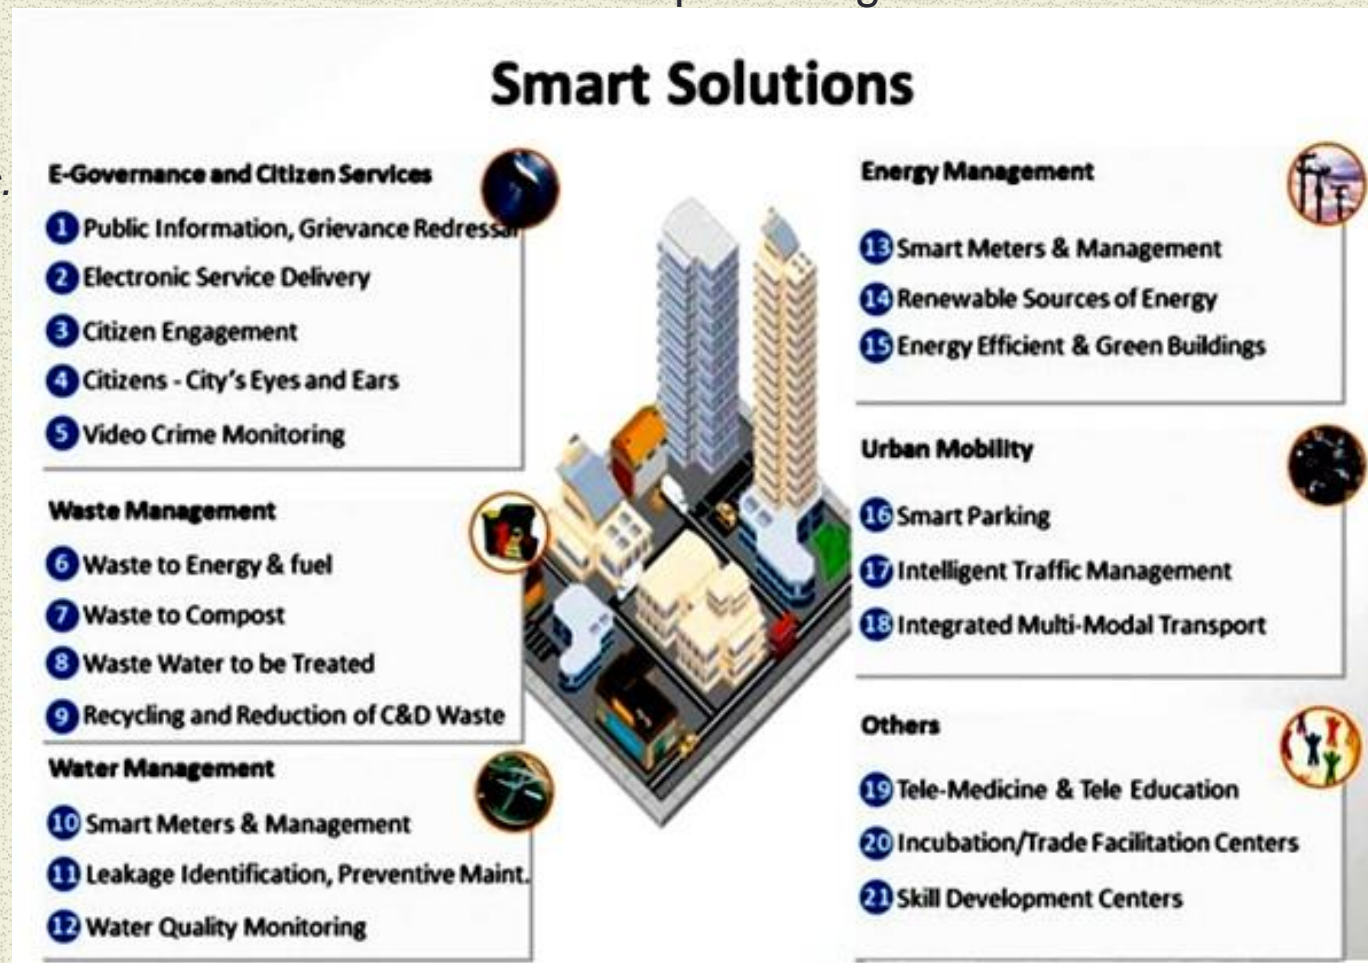 Smart Solutions
E-Governance and Citizen Services
1 Public Information, Grievance Redressal
2 Electronic Service Delivery
3 Citizen Engagement
4 Citizens - City's Eyes and Ears
5 Video Crime Monitoring
Waste Management
6 Waste to Energy & fuel
7 Waste to Compost
8 Waste Water to be Treated
9 Recycling and Reduction of C&D Waste
Water Management
10 Smart Meters & Management
11 Leakage Identification, Preventive Maint.
12 Water Quality Monitoring
Energy Management
13 Smart Meters & Management
14 Renewable Sources of Energy
15 Energy Efficient & Green Buildings
Urban Mobility
16 Smart Parking
17 Intelligent Traffic Management
18 Integrated Multi-Modal Transport
Others
19 Tele-Medicine & Tele Education
20 Incubation/Trade Facilitation Centers
21 Skill Development Centers